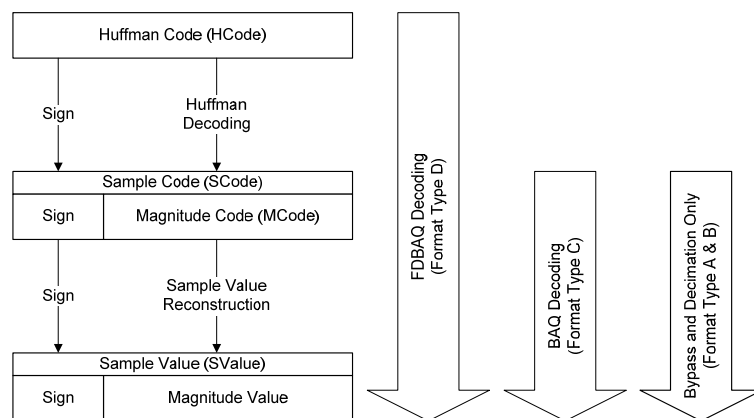 Huffman Code (HCode)
Sign
Huffman
Decoding
Sample Code (SCode)
Sign
Magnitude Code (MCode)
Sign
Sample Value
Reconstruction
Sample Value (SValue)
Sign
Magnitude Value
FDBAQ Decoding
(Format Type D)
BAQ Decoding
(Format Type C)
Bypass and Decimation Only
(Format Type A & B)